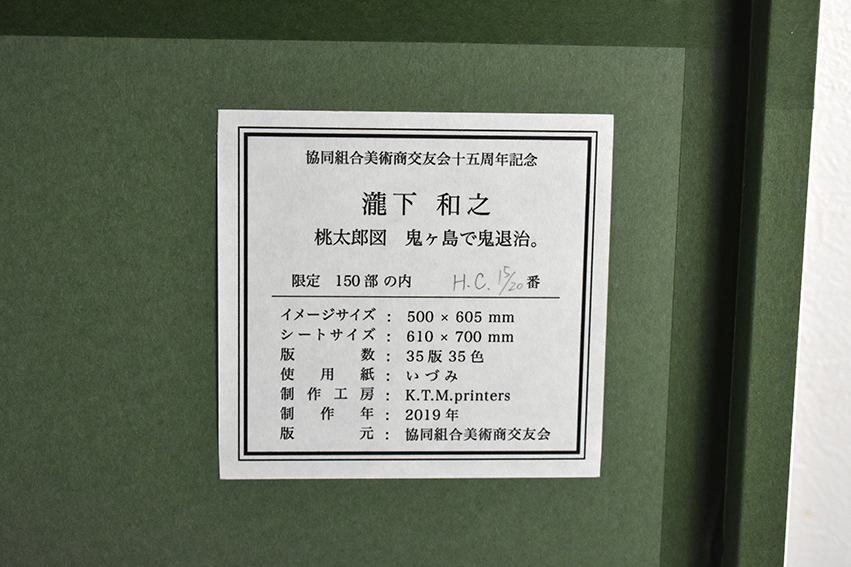 協同組合美術商交友会十五周年記念
瀧下 和之
桃太郎図 鬼ヶ島で鬼退治。
限定 150部の内 H.C. 15/20番
イメージサイズ : 500 × 605 mm
シートサイズ : 610 × 700 mm
版数 : 35版35色
使用紙 : いづみ
制作工房 : K.T.M.printers
制作年 : 2019年
版元 : 協同組合美術商交友会